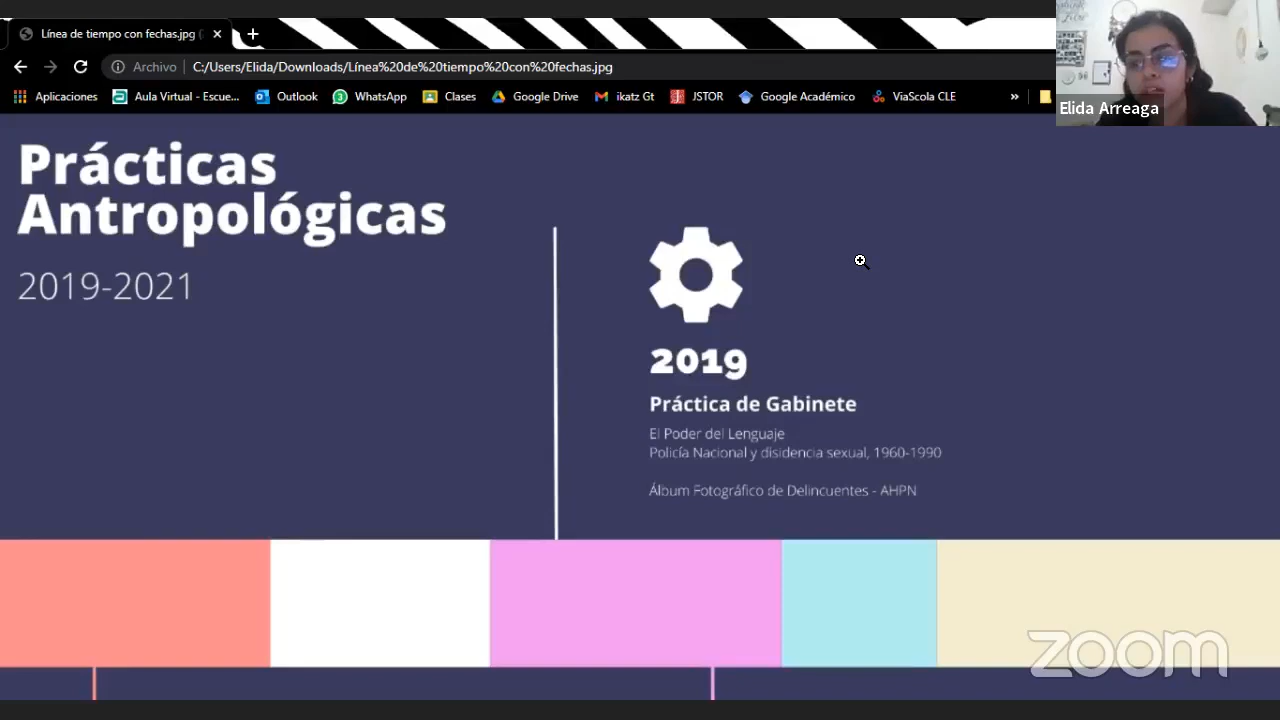 Línea de tiempo con fechas.jpg (
Archivo
C:/Users/Elida/Downloads/Línea%20de%20tiempo%20con%20fechas.jpg
Aplicaciones
Aula Virtual - Escue...
Outlook
WhatsApp
Clases
Google Drive
ikatz Gt
JSTOR
Google Académico
ViaScola CLE
»
Elida Arreaga
Prácticas
Antropológicas
2019-2021
2019
Práctica de Gabinete
El Poder del Lenguaje
Policía Nacional y disidencia sexual, 1960-1990
Álbum Fotográfico de Delincuentes - AHPN
zoom